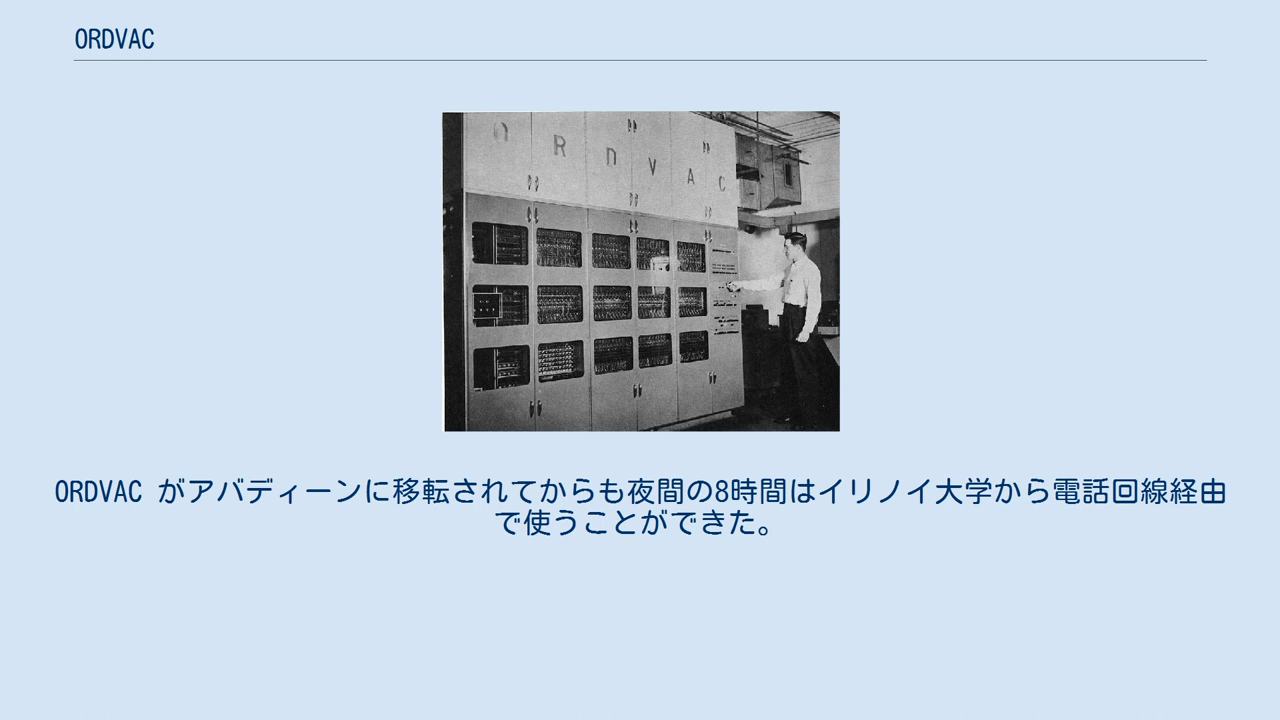 ORDVAC
ORDVAC
ORDVAC がアバディーンに移転されてからも夜間の8時間はイリノイ大学から電話回線経由
で使うことができた。